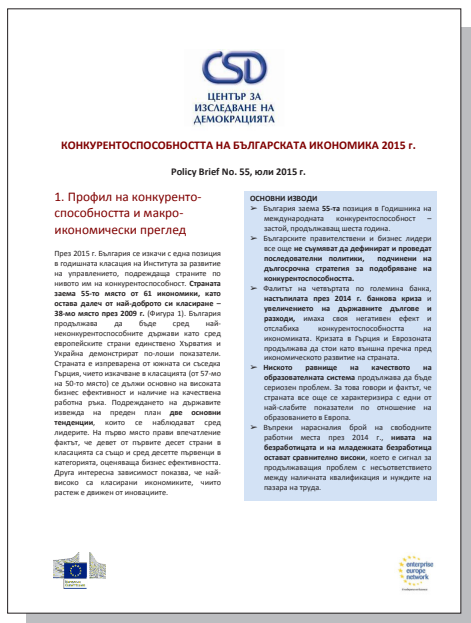 CSD
ЦЕНТЪР ЗА
ИЗСЛЕДВАНЕ НА
ДЕМОКРАЦИЯТА
КОНКУРЕНТОСПОСОБНОСТТА НА БЪЛГАРСКАТА ИКОНОМИКА 2015 г.
Policy Brief No. 55, юли 2015 г.
1. Профил на конкуренто-
способността и макро-
икономически преглед
През 2015 г. България се изкачи с една позиция
в годишната класация на Института за развитие
на управлението, подреждаща страните по
нивото им на конкурентност. Страната
заема 55-то място от 61 икономики, като
остава далеч от най-доброто си класиране –
38-мо място през 2009 г. (Фигура 1). България
продължава да бъде сред най-
неконкурентоспособните държави като сред
европейските страни единствено Хърватия и
Украйна демонстрират по-лоши показатели.
Страната е изпреварена от южната си съседка
Гърция, чието изкачване в класацията (от 57-мо
на 50-то място) се дължи основно на високата
бизнес ефективност и наличие на качествена
работна ръка. Подреждането на държавите
извежда на преден план две основни
тенденции, които се наблюдават сред
лидерите. На първо място прави впечатление
фактът, че девет от първите десет страни в
класацията са също и сред десетте първенци в
категорията, оценяваща бизнес ефективността.
Друга интересна зависимост показва, че най-
високо са класирани икономиките, чиито
растеж е движен от иновациите.
ОСНОВНИ ИЗВОДИ
➢ България заема 55-та позиция в Годишника на
международната конкурентоспособност –
застой, продължаващ шеста година.
➢ Българските правителствени и бизнес лидери
все още не съумяват да дефинират и проведат
последователни политики, подчинени на
дългосрочна стратегия за подобряване на
конкурентоспособността.
➢ Фалитът на четвъртата по големина банка,
настъпилата през 2014 г. банкова криза и
увеличението на държавните дългове и
разходи, имаха своя негативен ефект и
отслабиха конкурентоспособността на
икономиката. Кризата в Гърция и Еврозоната
продължава да стои като външна пречка пред
икономическото развитие на страната.
➢ Ниското равнище на качеството на
образователната система продължава да бъде
сериозен проблем. За това говори и фактът, че
страната все още се характеризира с едни от
най-слабите показатели по отношение на
образованието в Европа.
➢ Въпреки нарасналия брой на свободните
работни места през 2014 г., нивата на
безработицата и на младежката безработица
остават сравнително високи, което е сигнал за
продължаващия проблем с несъответствието
между наличната квалификация и нуждите на
пазара на труда.
enterprise
europe
network